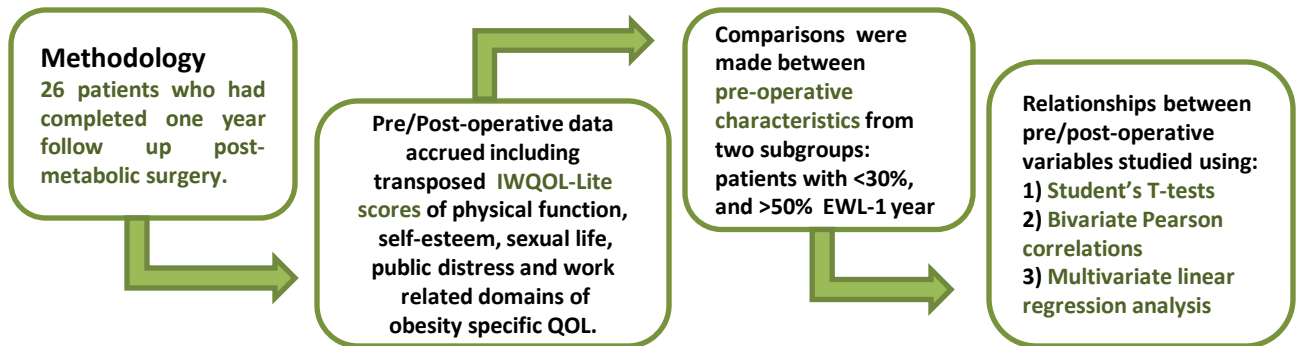 Methodology
26 patients who had
completed one year
follow up post-
metabolic surgery.
Pre/Post-operative data
accrued including
transposed IWQOL-Lite
scores of physical function,
self-esteem, sexual life,
public distress and work
related domains of
obesity specific QOL.
Comparisons were
made between
pre-operative
characteristics from
two subgroups:
patients with <30%,
and >50% EWL-1 year
Relationships between
pre/post-operative
variables studied using:
1) Student's T-tests
2) Bivariate Pearson
correlations
3) Multivariate linear
regression analysis